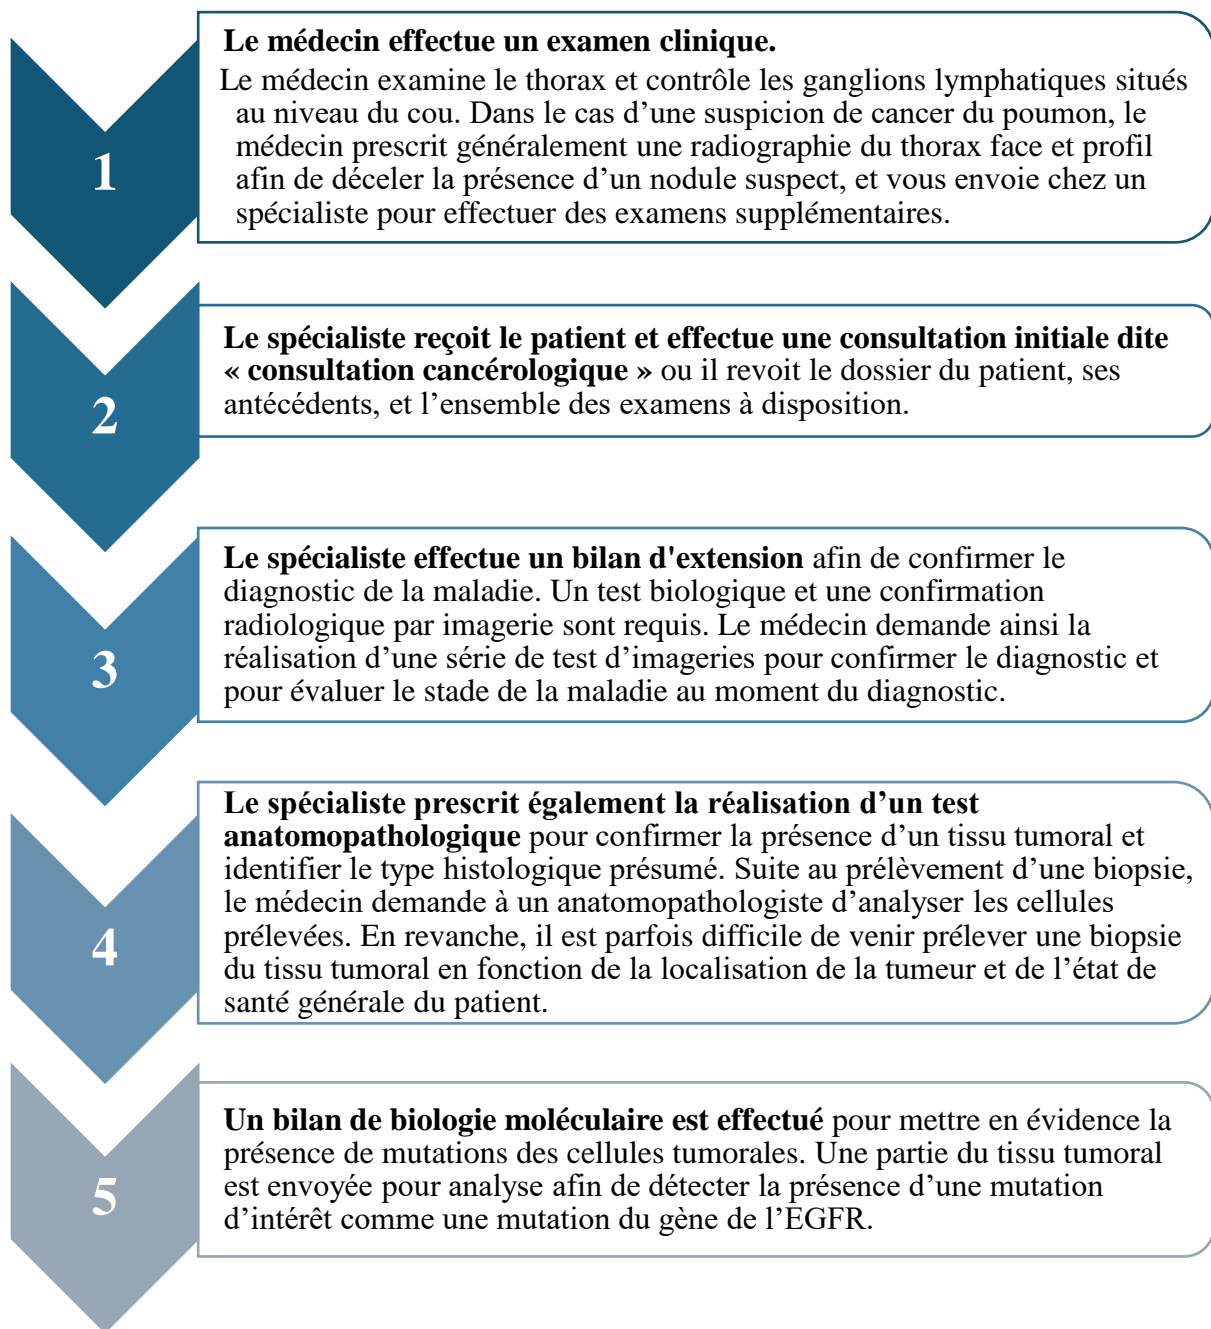 1
Le médecin effectue un examen clinique.
Le médecin examine le thorax et contrôle les ganglions lymphatiques situés
au niveau du cou. Dans le cas d’une suspicion de cancer du poumon, le
médecin prescrit généralement une radiographie du thorax face et profil
afin de déceler la présence d’un nodule suspect, et vous envoie chez un
spécialiste pour effectuer des examens supplémentaires.
2
Le spécialiste reçoit le patient et effectue une consultation initiale dite
« consultation cancérologique » ou il revoit le dossier du patient, ses
antécédents, et l’ensemble des examens à disposition.
3
Le spécialiste effectue un bilan d'extension afin de confirmer le
diagnostic de la maladie. Un test biologique et une confirmation
radiologique par imagerie sont requis. Le médecin demande ainsi la
réalisation d’une série de test d’imageries pour confirmer le diagnostic et
pour évaluer le stade de la maladie au moment du diagnostic.
4
Le spécialiste prescrit également la réalisation d’un test
anatomopathologique pour confirmer la présence d’un tissu tumoral et
identifier le type histologique présumé. Suite au prélèvement d’une biopsie,
le médecin demande à un anatomopathologiste d’analyser les cellules
prélevées. En revanche, il est parfois difficile de venir prélever une biopsie
du tissu tumoral en fonction de la localisation de la tumeur et de l’état de
santé générale du patient.
5
Un bilan de biologie moléculaire est effectué pour mettre en évidence la
présence de mutations des cellules tumorales. Une partie du tissu tumoral
est envoyée pour analyse afin de détecter la présence d’une mutation
d’intérêt comme une mutation du gène de l’EGFR.